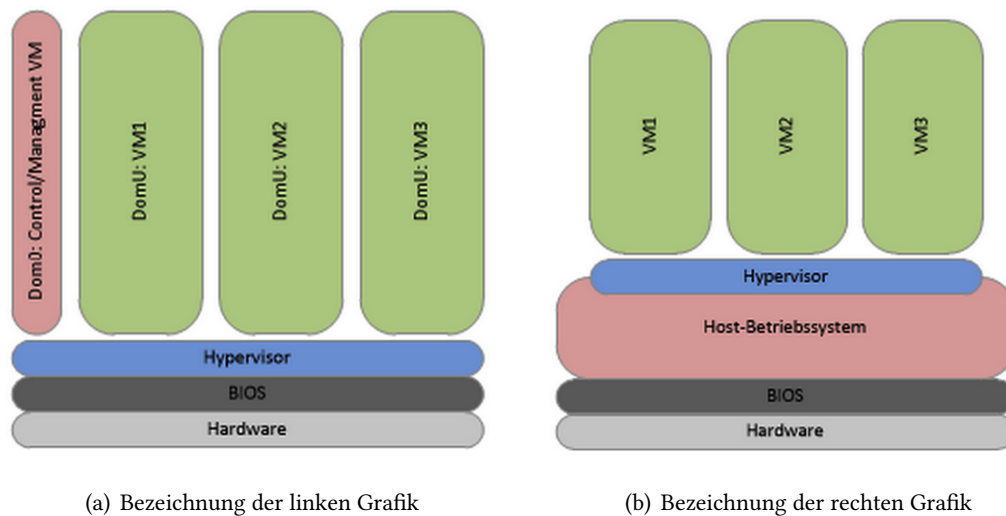 Dom0: Control/Managment VM
DomU: VM1
DomU: VM2
DomU: VM3
Hypervisor
BIOS
Hardware
(a) Bezeichnung der linken Grafik
VM1
VM2
VM3
Hypervisor
Host-Betriebssystem
BIOS
Hardware
(b) Bezeichnung der rechten Grafik